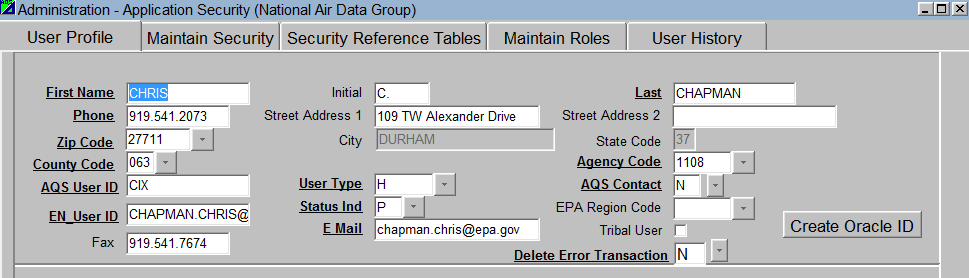 Administration - Application Security (National Air Data Group)
User Profile Maintain Security Security Reference Tables Maintain Roles User History
First Name CHRIS Initial C. Last CHAPMAN
Phone 919.541.2073 Street Address 1 109 TW Alexander Drive Street Address 2
Zip Code 27711 City DURHAM State Code 37
County Code 063 Agency Code 1108
AQS User ID CIX User Type H AQS Contact N
EN_User ID CHAPMAN.CHRIS@ Status Ind P EPA Region Code
Fax 919.541.7674 E Mail chapman.chris@epa.gov Tribal User Create Oracle ID
Delete Error Transaction N